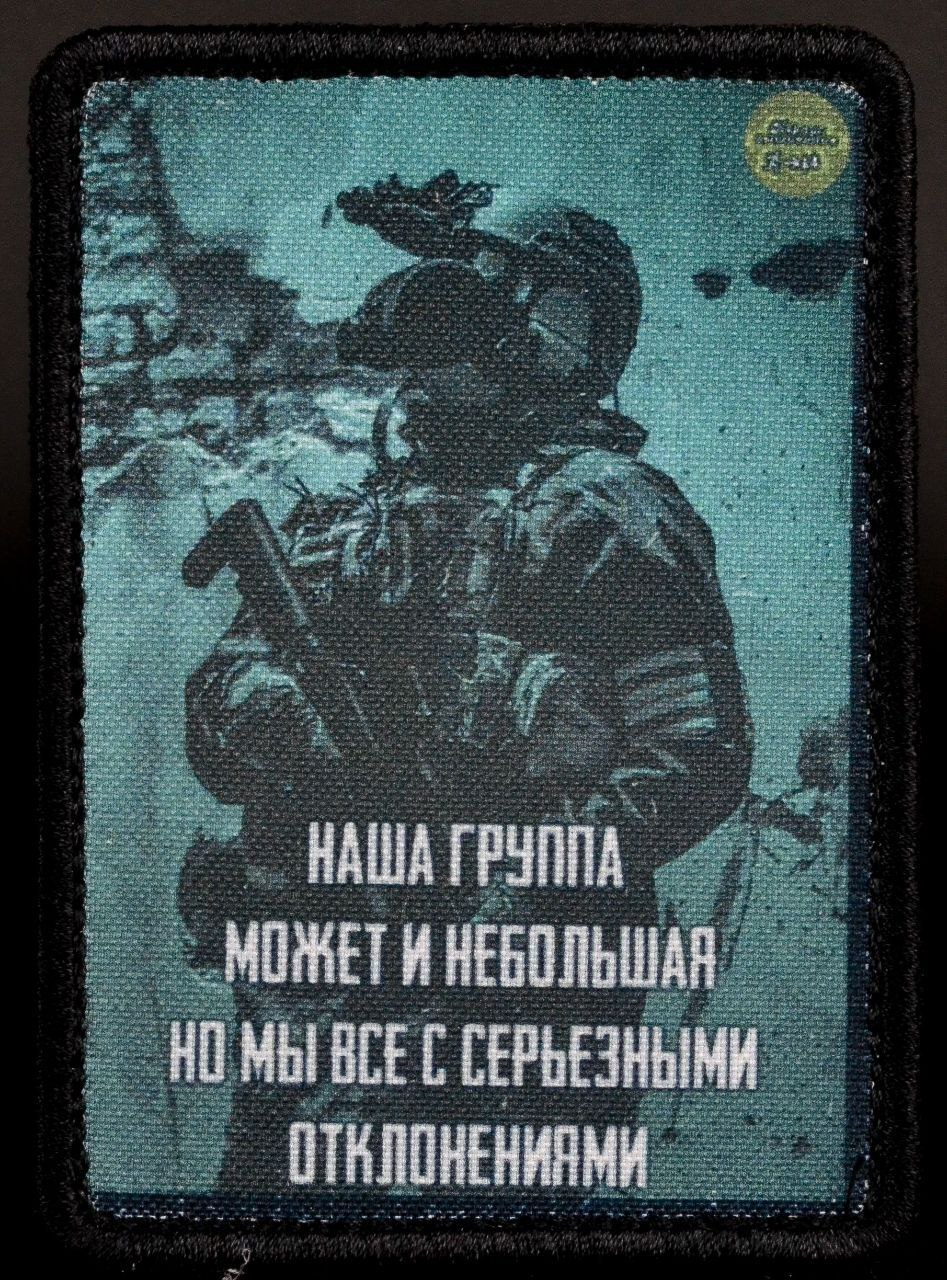 НАША ГРУППА
МОЖЕТ И НЕБОЛЬШАЯ
НО МЫ ВСЕ С СЕРЬЕЗНЫМИ
ОТКЛОНЕНИЯМИ